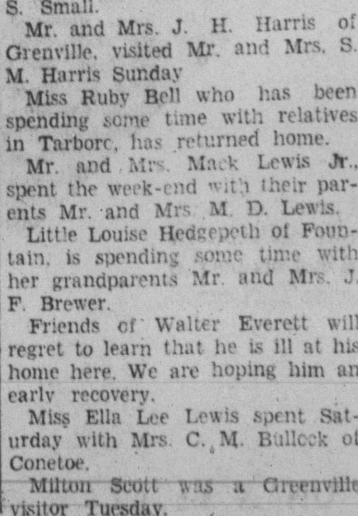 S. Small.
Mr. and Mrs. J. H. Harris of
Grenville, visited Mr. and Mrs. S.
M. Harris Sunday
Miss Ruby Bell who has been
spending some time with relatives
in Tarboro, has returned home.
Mr. and Mrs. Mack Lewis Jr.,
spent the week-end with their par-
ents Mr. and Mrs. M. D. Lewis.
Little Louise Hedgepeth of Foun-
tain, is spending some time with
her grandparents Mr. and Mrs. J.
F. Brewer.
Friends of Walter Everett will
regret to learn that he is ill at his
home here. We are hoping him an
early recovery.
Miss Ella Lee Lewis spent Sat-
urday with Mrs. C. M. Bullock of
Conetoe.
Milton Scott was a Greenville
visitor Tuesday.